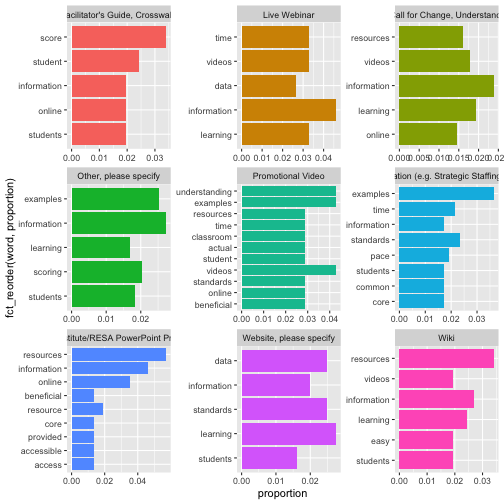 acilitator's Guide, Crosswal
Live Webinar
all for Change, Understand
score
student
information
online
students
0.00 0.01 0.02 0.03
time
videos
data
information
learning
0.00 0.01 0.02 0.03 0.04
resources
videos
information
learning
online
0.000 0.005 0.010 0.015 0.020 0.02
Other, please specify
Promotional Video
ation (e.g. Strategic Staffing
examples
information
learning
scoring
students
0.00 0.01 0.02
understanding
examples
resources
time
classroom
actual
student
videos
standards
online
beneficial
0.00 0.01 0.02 0.03 0.04
examples
time
information
standards
pace
students
common
core
0.00 0.01 0.02 0.03
stitute/RESA PowerPoint Pr
Website, please specify
Wiki
resources
information
online
beneficial
resource
core
provided
accessible
access
0.00 0.02 0.04
data
information
standards
learning
students
0.00 0.01 0.02
resources
videos
information
learning
easy
students
0.00 0.01 0.02 0.03
fct_reorder(word, proportion)
proportion